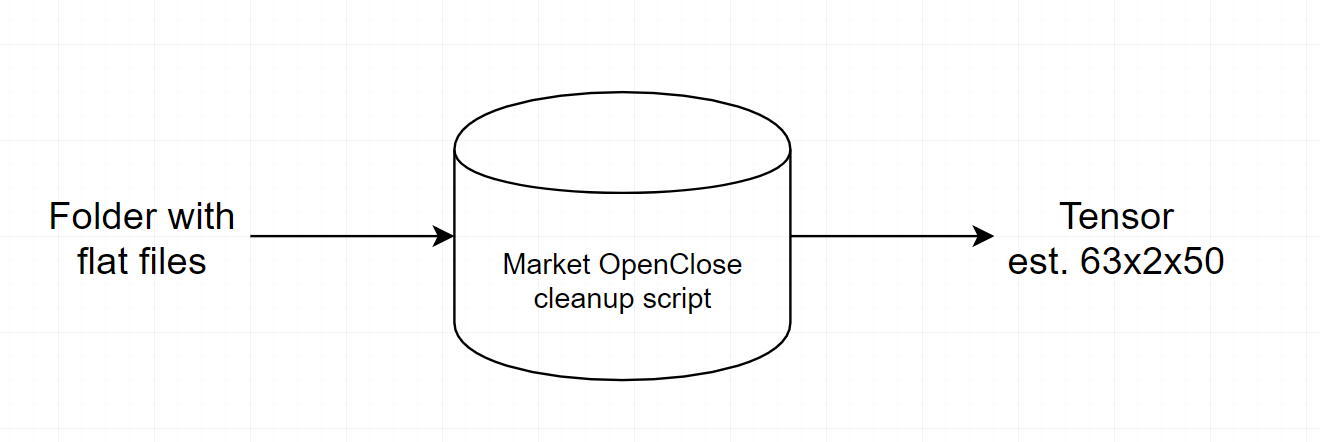 Folder with
flat files
Market OpenClose
cleanup script
Tensor
est. 63x2x50